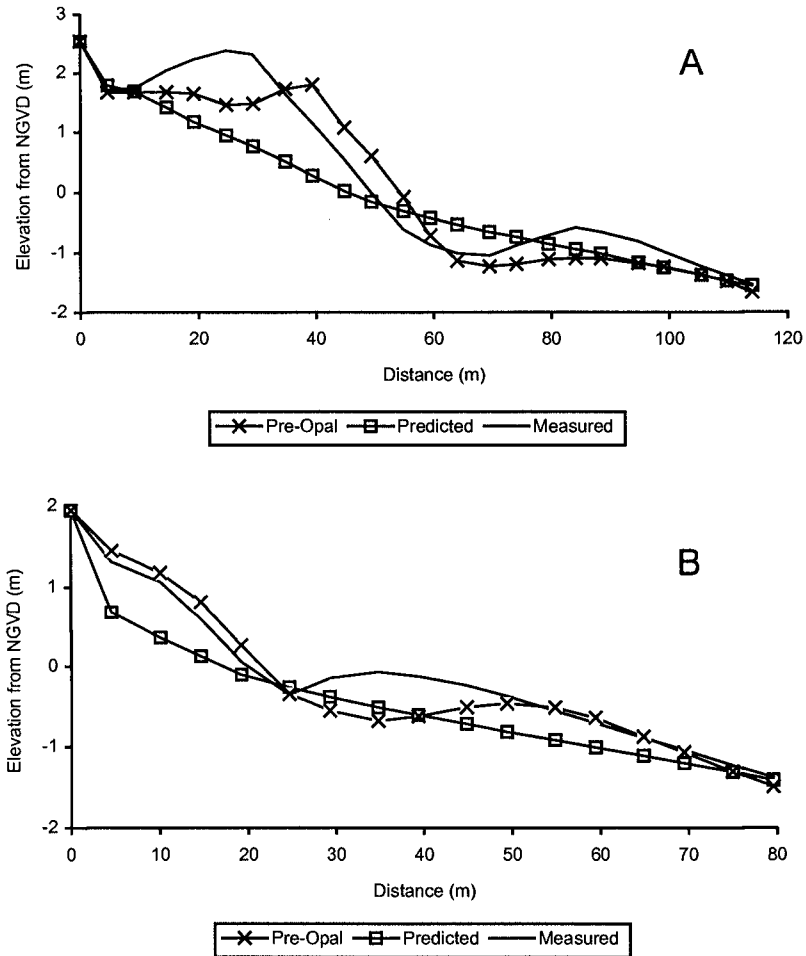 3
2
1
0
-1
-2
Elevation from NGVD (m)
A
0 20 40 60 80 100 120
Distance (m)
Pre-Opal Predicted Measured
2
1
0
-1
-2
Elevation from NGVD (m)
B
0 10 20 30 40 50 60 70 80
Distance (m)
Pre-Opal Predicted Measured